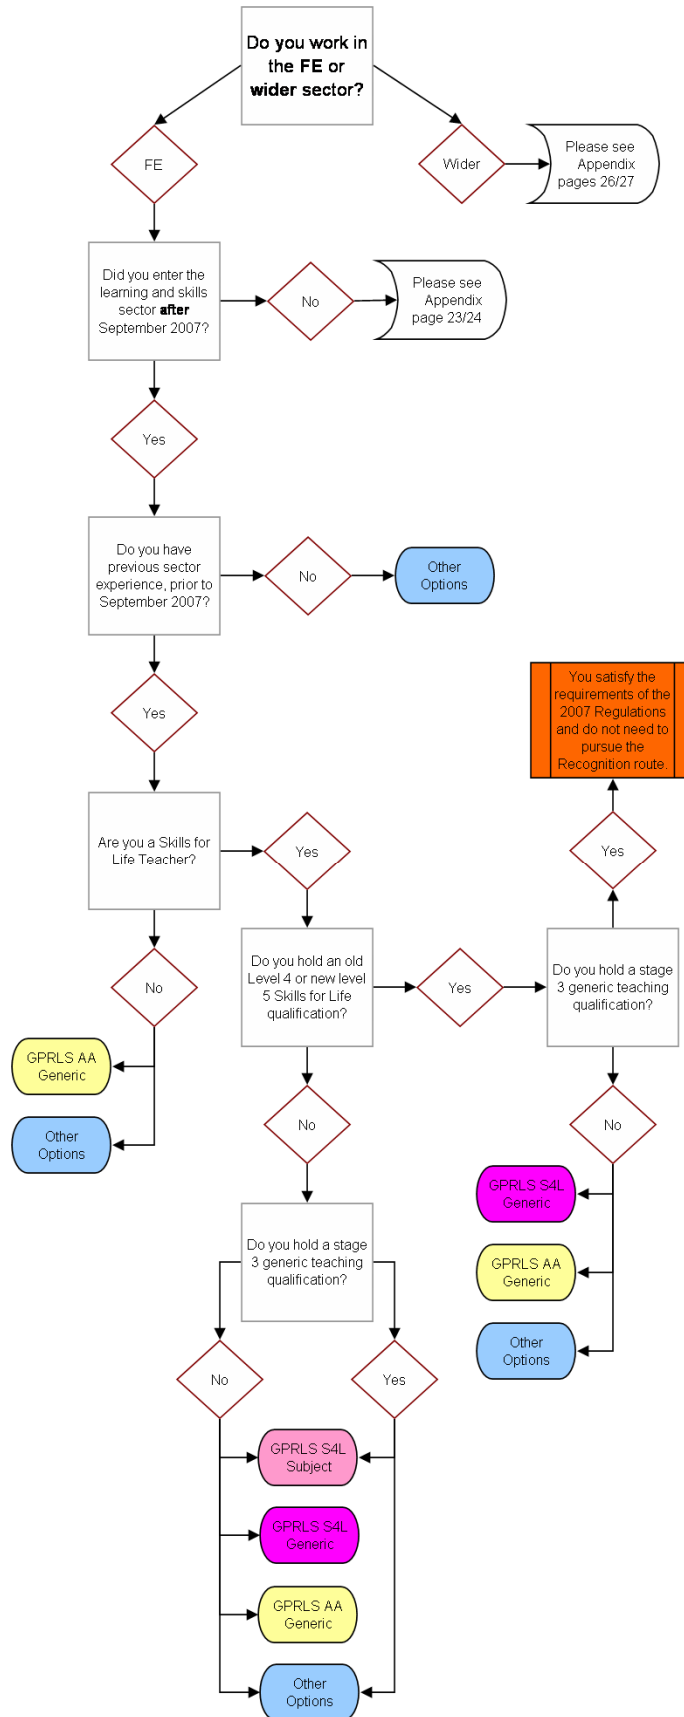 Do you work in
the FE or
wider sector?
FE
Wider
Please see
Appendix
pages 26/27
Did you enter the
learning and skills
sector after
September 2007?
No
Please see
Appendix
page 23/24
Yes
Do you have
previous sector
experience, prior to
September 2007?
No
Other
Options
Yes
You satisfy the
requirements of the
2007 Regulations
and do not need to
pursue the
Recognition route.
Are you a Skills for
Life Teacher?
Yes
Yes
No
Do you hold an old
Level 4 or new level
5 Skills for Life
qualification?
Yes
Do you hold a stage
3 generic teaching
qualification?
GPRLS AA
Generic
Other
Options
No
No
GPRLS S4L
Generic
GPRLS AA
Generic
Other
Options
Do you hold a stage
3 generic teaching
qualification?
No
Yes
GPRLS S4L
Subject
GPRLS S4L
Generic
GPRLS AA
Generic
Other
Options